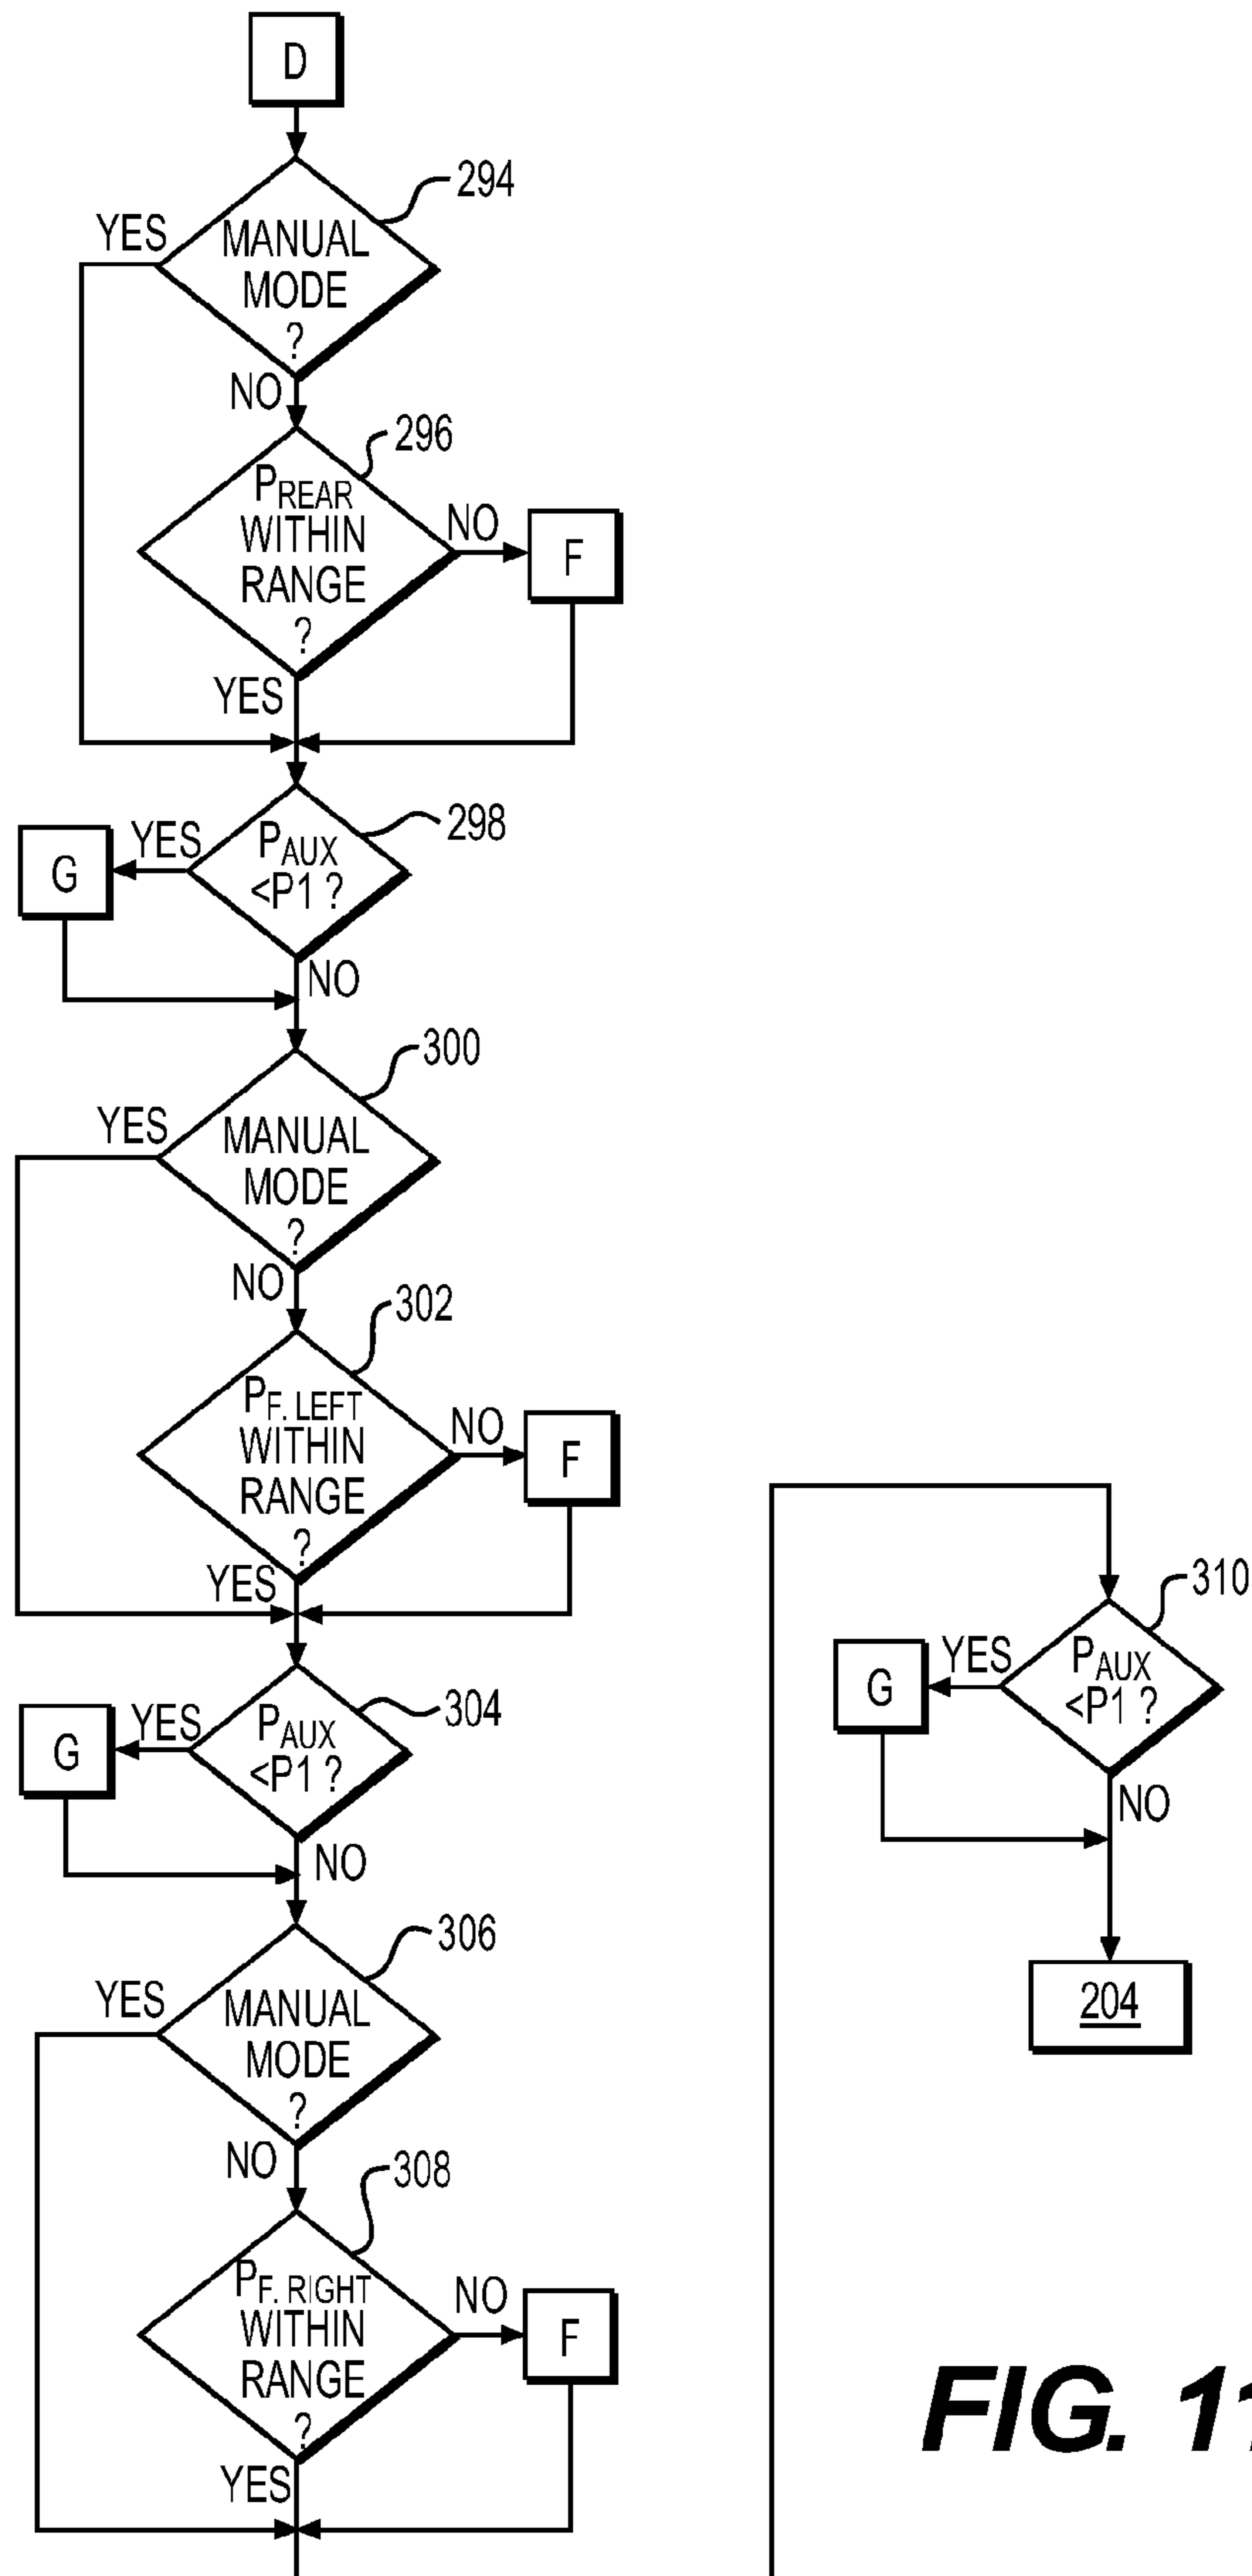 D
294
YES
MANUAL
MODE
?
NO
296
PREAR
WITHIN
RANGE
?
NO
F
YES
298
YES
PAUX
<P1 ?
G
NO
300
YES
MANUAL
MODE
?
NO
302
PF. LEFT
WITHIN
RANGE
?
NO
F
YES
304
YES
PAUX
<P1 ?
G
NO
306
YES
MANUAL
MODE
?
NO
308
PF. RIGHT
WITHIN
RANGE
?
NO
F
YES
310
YES
PAUX
<P1 ?
G
NO
204
FIG. 11